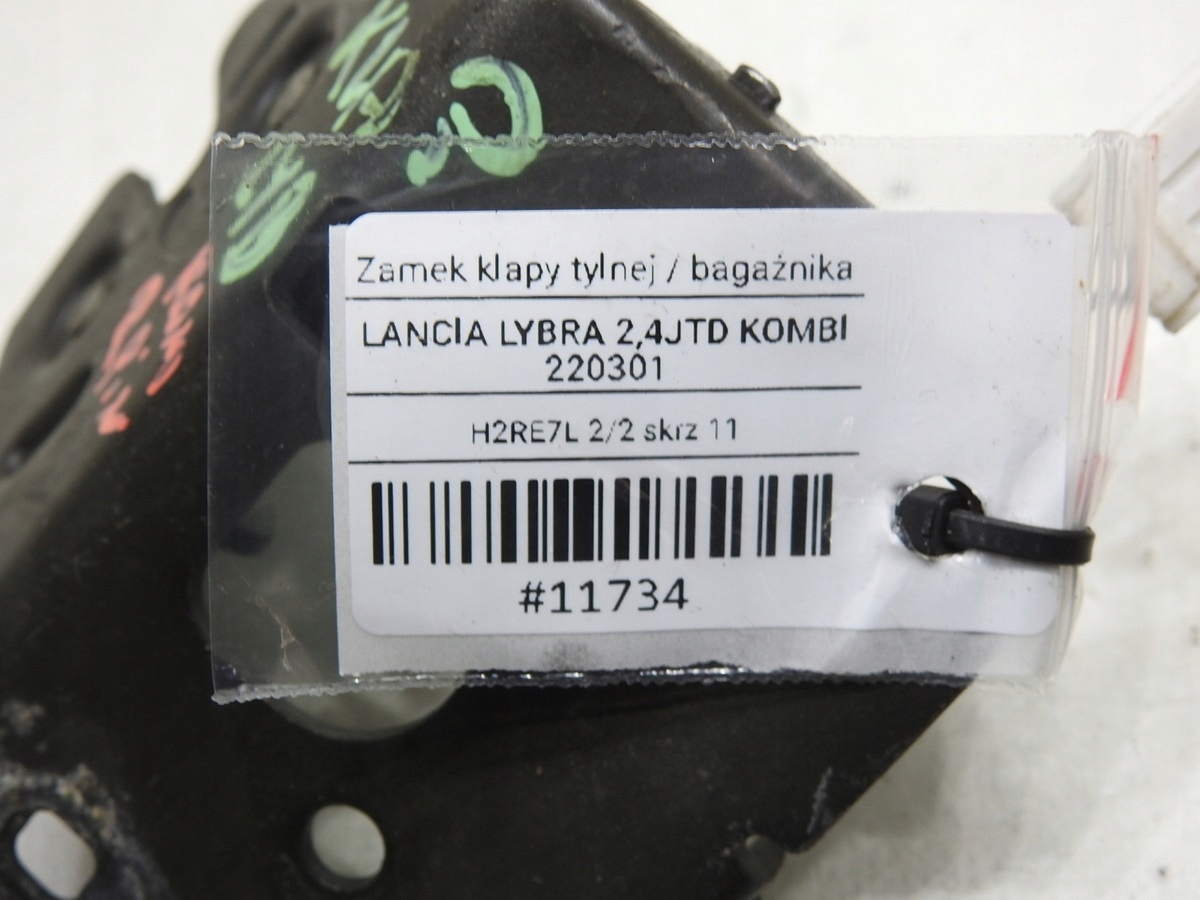 Zamek klapy tylnej / bagażnika
LANCIA LYBRA 2,4JTD KOMBI
220301
H2RE7L 2/2 skrz 11
#11734